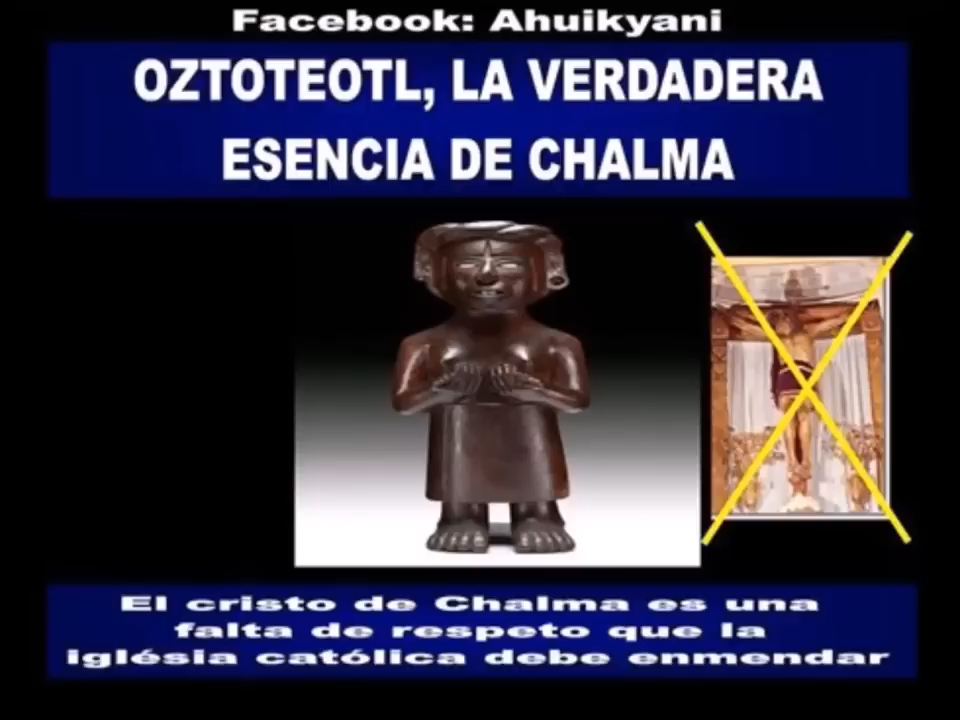 Facebook: Ahuikyani
OZTOTEOTL, LA VERDADERA
ESENCIA DE CHALMA
El cristo de Chalma es una
falta de respeto que la
iglésia católica debe enmendar